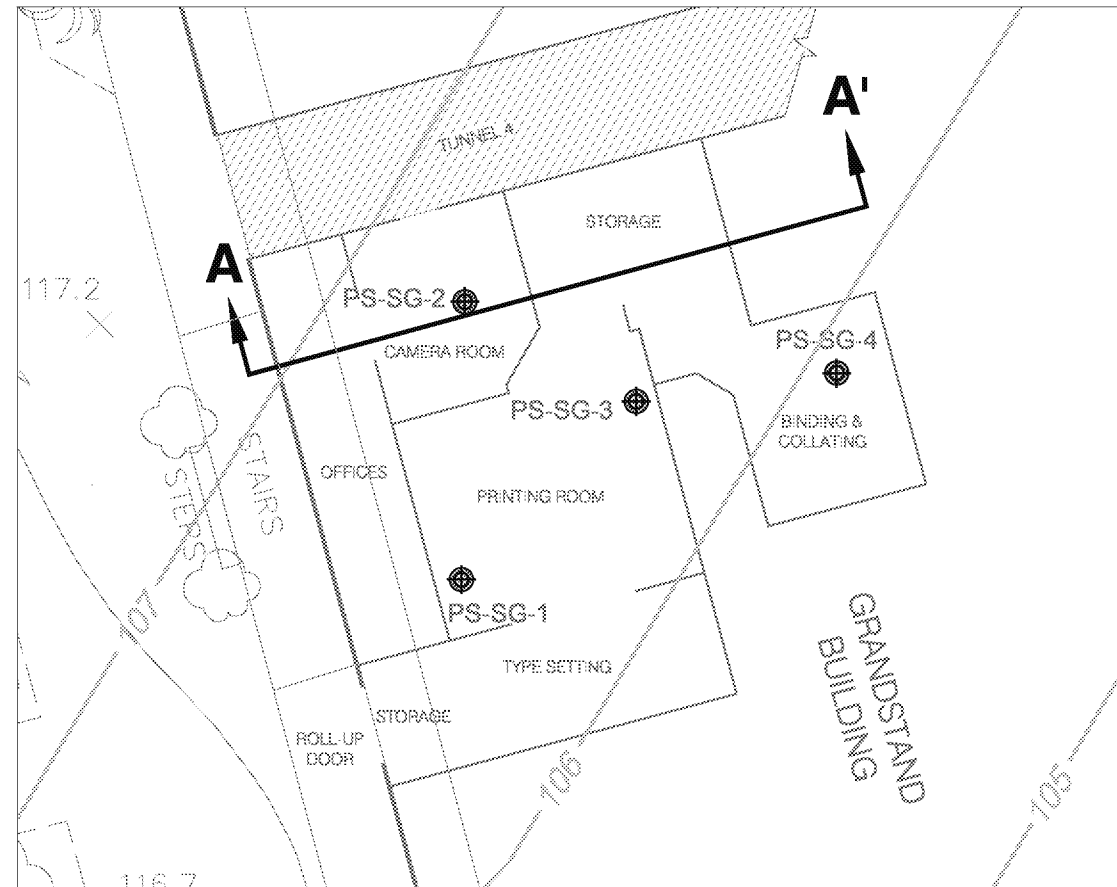 A'
TUNNEL 4
STORAGE
A
117.2
PS-SG-2
PS-SG-4
CAMERA ROOM
PS-SG-3
BINDING &
COLLATING
STAIRS
STEPS
OFFICES
PRINTING ROOM
107
PS-SG-1
GRANDSTAND
BUILDING
TYPE SETTING
STORAGE
ROLL-UP
DOOR
106
105
116.7